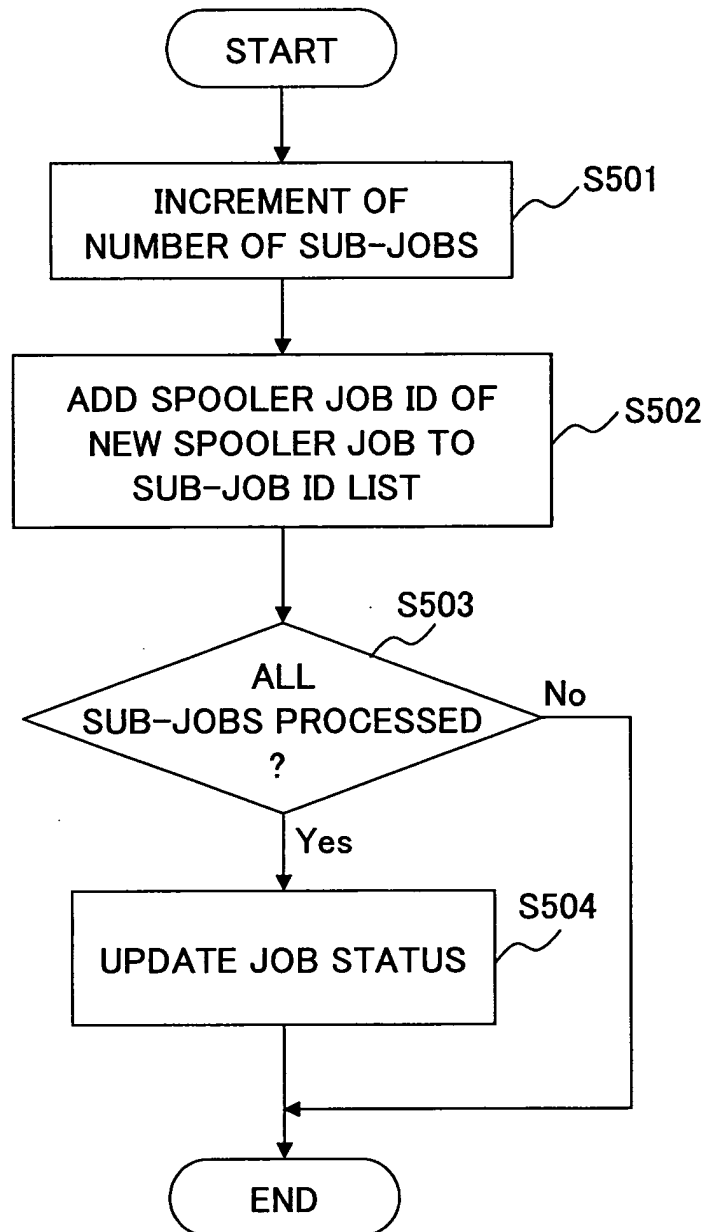 START
INCREMENT OF
NUMBER OF SUB-JOBS
S501
ADD SPOOLER JOB ID OF
NEW SPOOLER JOB TO
SUB-JOB ID LIST
S502
S503
ALL
SUB-JOBS PROCESSED
?
No
Yes
S504
UPDATE JOB STATUS
END